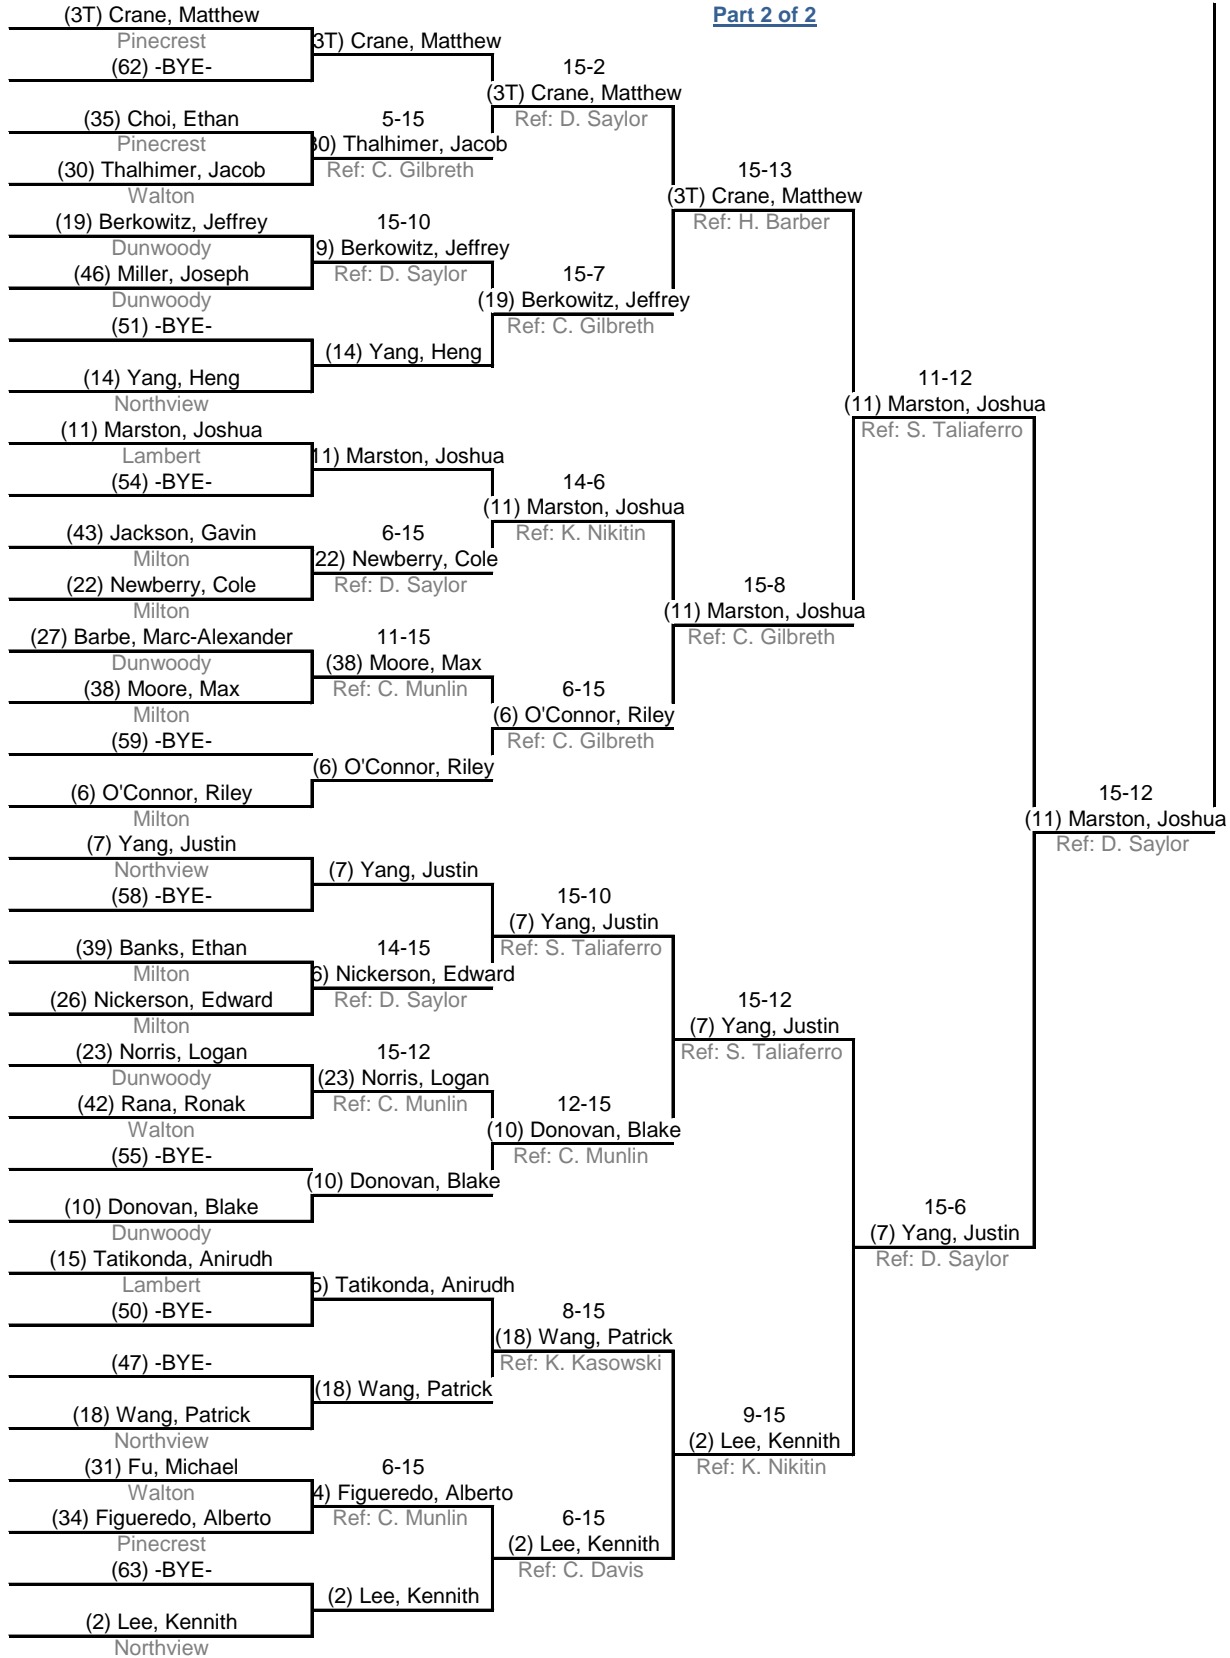 Part 2 of 2
(3T) Crane, Matthew
Pinecrest
(62) -BYE-
(35) Choi, Ethan
Pinecrest
(30) Thalhimer, Jacob
Walton
(19) Berkowitz, Jeffrey
Dunwoody
(46) Miller, Joseph
Dunwoody
(51) -BYE-
(14) Yang, Heng
Northview
(11) Marston, Joshua
Lambert
(54) -BYE-
(43) Jackson, Gavin
Milton
(22) Newberry, Cole
Milton
(27) Barbe, Marc-Alexander
Dunwoody
(38) Moore, Max
Milton
(59) -BYE-
(6) O'Connor, Riley
Milton
(7) Yang, Justin
Northview
(58) -BYE-
(39) Banks, Ethan
Milton
(26) Nickerson, Edward
Milton
(23) Norris, Logan
Dunwoody
(42) Rana, Ronak
Walton
(55) -BYE-
(10) Donovan, Blake
Dunwoody
(15) Tatikonda, Anirudh
Lambert
(50) -BYE-
(47) -BYE-
(18) Wang, Patrick
Northview
(31) Fu, Michael
Walton
(34) Figueredo, Alberto
Pinecrest
(63) -BYE-
(2) Lee, Kennith
Northview
3T) Crane, Matthew
5-15
0) Thalhimer, Jacob
Ref: C. Gilbreth
15-10
9) Berkowitz, Jeffrey
Ref: D. Saylor
(14) Yang, Heng
11) Marston, Joshua
6-15
22) Newberry, Cole
Ref: D. Saylor
11-15
(38) Moore, Max
Ref: C. Munlin
(6) O'Connor, Riley
(7) Yang, Justin
14-15
6) Nickerson, Edward
Ref: D. Saylor
15-12
(23) Norris, Logan
Ref: C. Munlin
(10) Donovan, Blake
5) Tatikonda, Anirudh
(18) Wang, Patrick
6-15
4) Figueredo, Alberto
Ref: C. Munlin
(2) Lee, Kennith
15-2
(3T) Crane, Matthew
Ref: D. Saylor
15-7
(19) Berkowitz, Jeffrey
Ref: C. Gilbreth
14-6
(11) Marston, Joshua
Ref: K. Nikitin
6-15
(6) O'Connor, Riley
Ref: C. Gilbreth
15-10
(7) Yang, Justin
Ref: S. Taliaferro
12-15
(10) Donovan, Blake
Ref: C. Munlin
8-15
(18) Wang, Patrick
Ref: K. Kasowski
6-15
(2) Lee, Kennith
Ref: C. Davis
15-13
(3T) Crane, Matthew
Ref: H. Barber
15-8
(11) Marston, Joshua
Ref: C. Gilbreth
15-12
(7) Yang, Justin
Ref: S. Taliaferro
9-15
(2) Lee, Kennith
Ref: K. Nikitin
11-12
(11) Marston, Joshua
Ref: S. Taliaferro
15-6
(7) Yang, Justin
Ref: D. Saylor
15-12
(11) Marston, Joshua
Ref: D. Saylor